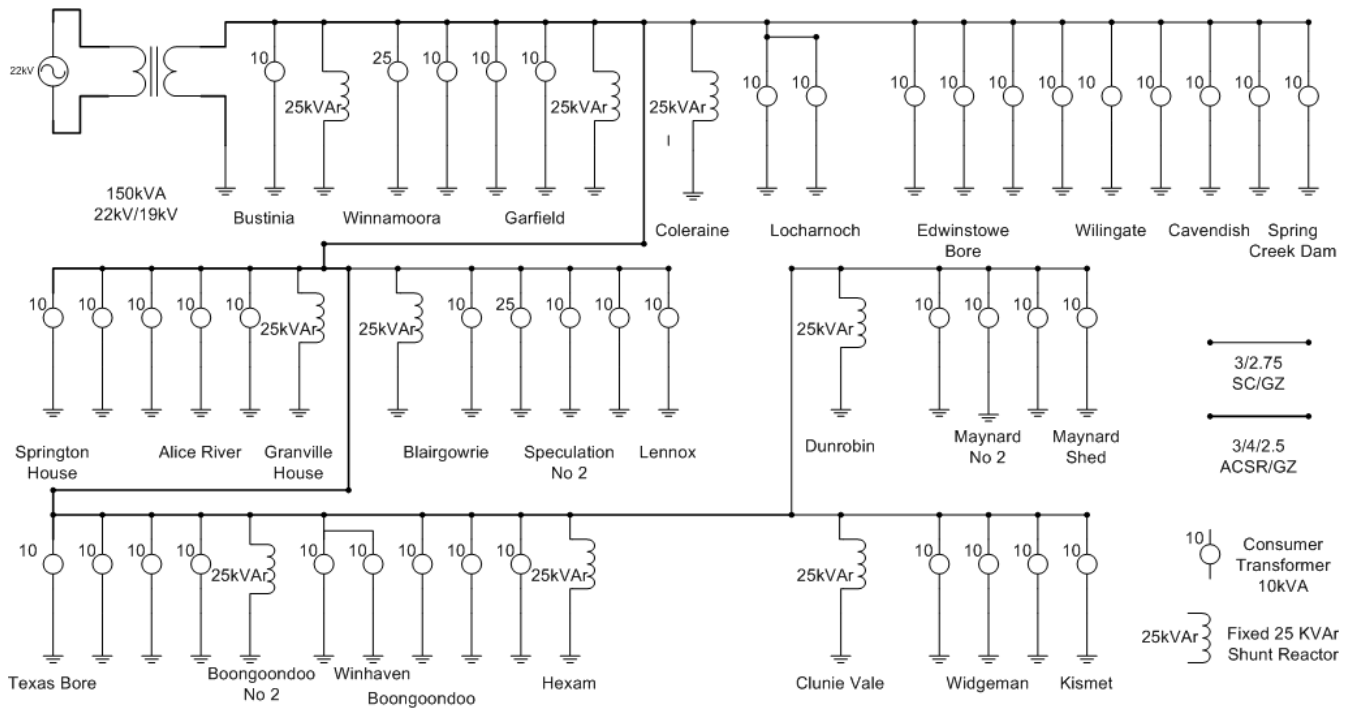 22kV
10
25kVAr
25
10
10
10
25kVAr
25kVAr
I
10
10
10
10
10
10
10
10
10
10
10
150kVA
22kV/19kV
Bustinia
Winnamoora
Garfield
Coleraine
Locharnoch
Edwinstowe
Bore
Wilingate
Cavendish
Spring
Creek Dam
10
10
10
10
10
25kVAr
25kVAr
10
25
10
10
10
25kVAr
10
10
10
10
Springton
House
Alice River
Granville
House
Blairgowrie
Speculation
No 2
Lennox
Dunrobin
Maynard
No 2
Maynard
Shed
3/2.75
SC/GZ
3/4/2.5
ACSR/GZ
10
10
10
10
25kVAr
10
10
10
10
10
25kVAr
25kVAr
10
10
10
10
Texas Bore
Boongoondoo
No 2
Winhaven
Boongoondoo
Hexam
Clunie Vale
Widgeman
Kismet
10
Consumer
Transformer
10kVA
25kVAr
Fixed 25 KVAr
Shunt Reactor